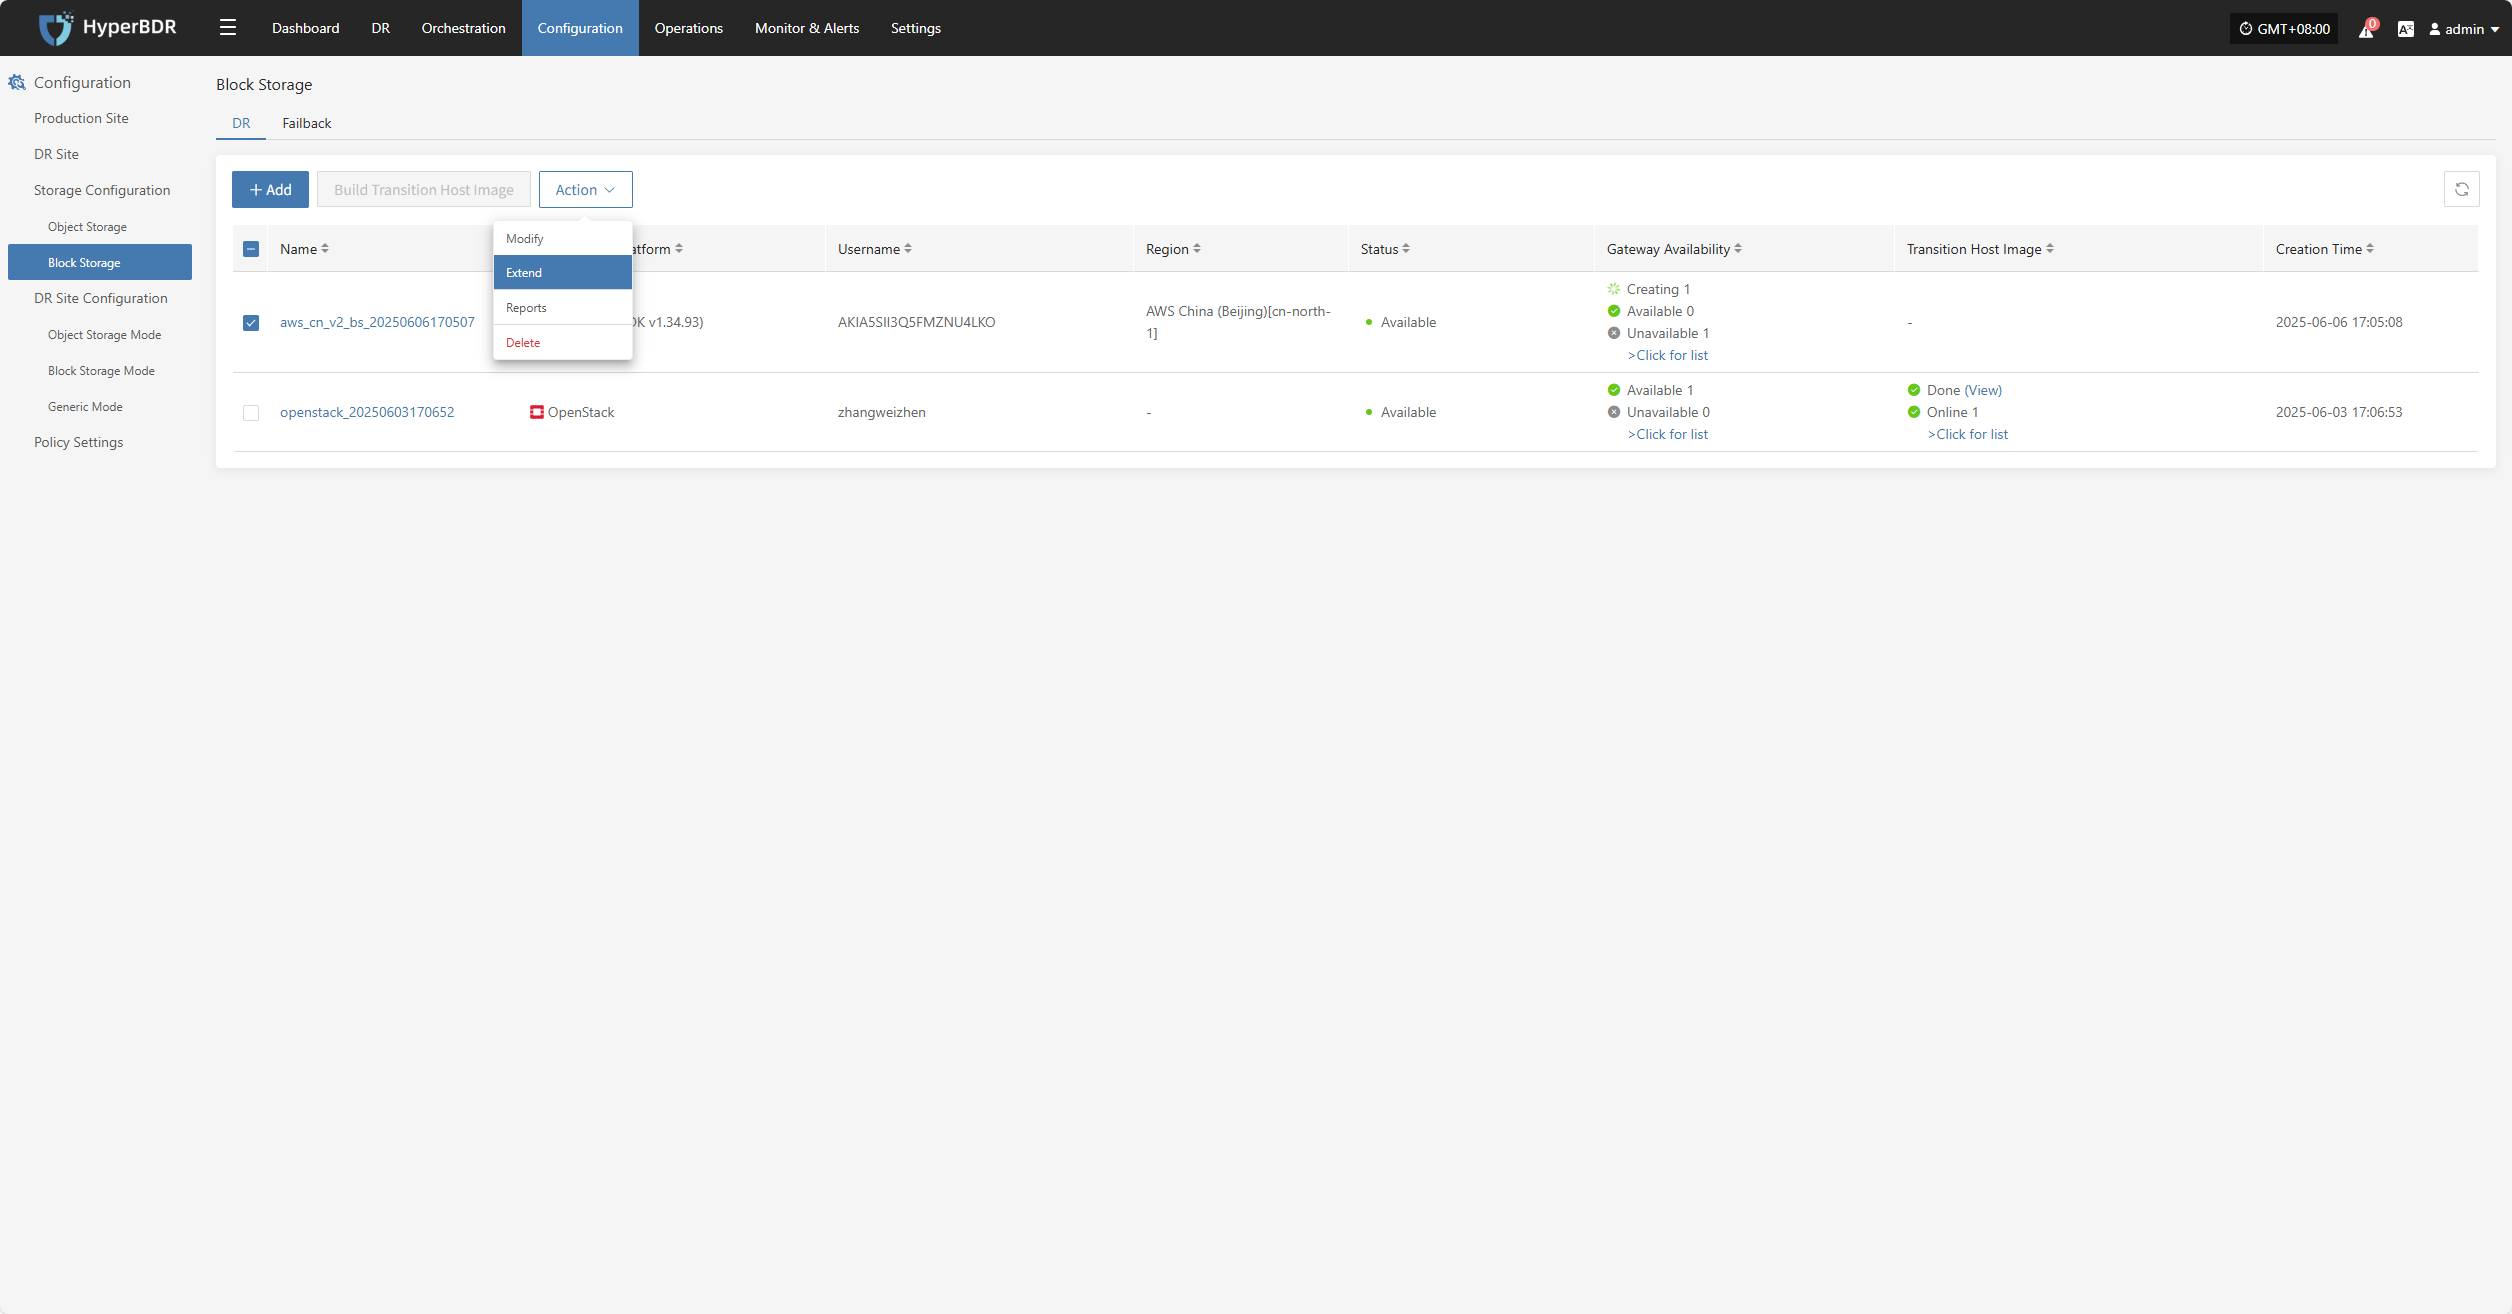 HyperBDR
Dashboard
DR
Orchestration
Configuration
Operations
Monitor & Alerts
Settings
GMT+08:00
0
admin
Configuration
Production Site
DR Site
Storage Configuration
Object Storage
Block Storage
DR Site Configuration
Object Storage Mode
Block Storage Mode
Generic Mode
Policy Settings
Block Storage
DR
Failback
+ Add
Build Transition Host Image
Action
Modify
Extend
Reports
Delete
Name
atform
Username
Region
Status
Gateway Availability
Transition Host Image
Creation Time
aws_cn_v2_bs_20250606170507
DK v1.34.93)
AKIA5SII3Q5FMZNU4LKO
AWS China (Beijing)[cn-north-
1]
Available
Creating 1
Available 0
Unavailable 1
>Click for list
-
2025-06-06 17:05:08
openstack_20250603170652
OpenStack
zhangweizhen
-
Available
Available 1
Unavailable 0
>Click for list
Done (View)
Online 1
>Click for list
2025-06-03 17:06:53